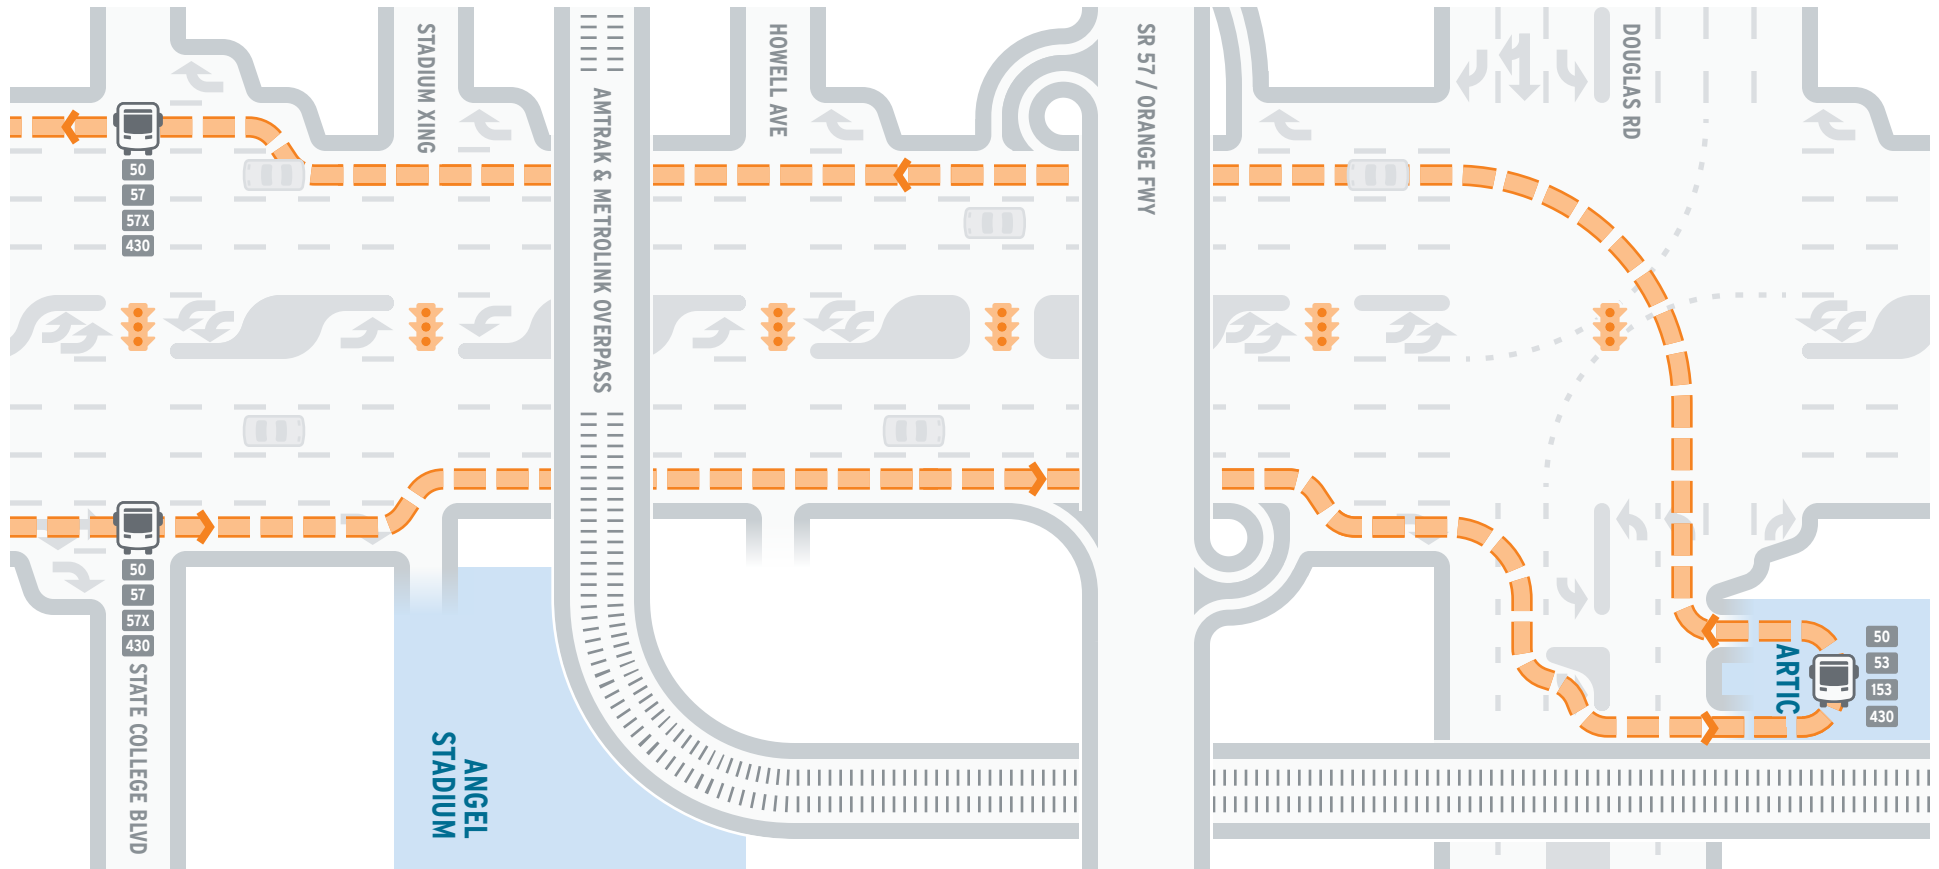 STADIUM XING
AMTRAK & METROLINK OVERPASS
HOWELL AVE
SR 57 / ORANGE FWY
DOUGLAS RD
50
57
57X
430
50
57
57X
430
STATE COLLEGE BLVD
ANGEL
STADIUM
ARTIC
50
53
153
430